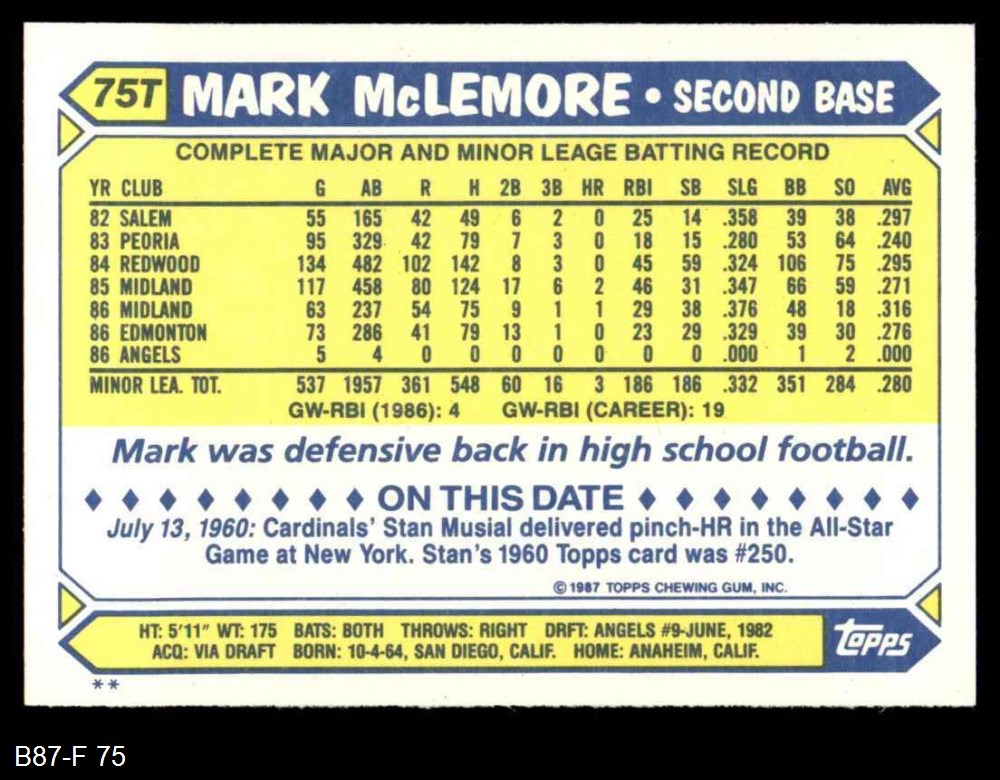 75T MARK McLEMORE • SECOND BASE
COMPLETE MAJOR AND MINOR LEAGE BATTING RECORD
YR CLUB G AB R H 2B 3B HR RBI SB SLG BB SO AVG
82 SALEM 55 165 42 49 6 2 0 25 14 .358 39 38 .297
83 PEORIA 95 329 42 79 7 3 0 18 15 .280 53 64 .240
84 REDWOOD 134 482 102 142 8 3 0 45 59 .324 106 75 .295
85 MIDLAND 117 458 80 124 17 6 2 46 31 .347 66 59 .271
86 MIDLAND 63 237 54 75 9 1 1 29 38 .376 48 18 .316
86 EDMONTON 73 286 41 79 13 1 0 23 29 .329 39 30 .276
86 ANGELS 5 4 0 0 0 0 0 0 0 .000 1 2 .000
MINOR LEA. TOT. 537 1957 361 548 60 16 3 186 186 .332 351 284 .280
GW-RBI (1986): 4 GW-RBI (CAREER): 19
Mark was defensive back in high school football.
ON THIS DATE
July 13, 1960: Cardinals' Stan Musial delivered pinch-HR in the All-Star
Game at New York. Stan's 1960 Topps card was #250.
© 1987 TOPPS CHEWING GUM, INC.
HT: 5'11" WT: 175 BATS: BOTH THROWS: RIGHT DRFT: ANGELS #9-JUNE, 1982
ACQ: VIA DRAFT BORN: 10-4-64, SAN DIEGO, CALIF. HOME: ANAHEIM, CALIF.
topps
**
B87-F 75